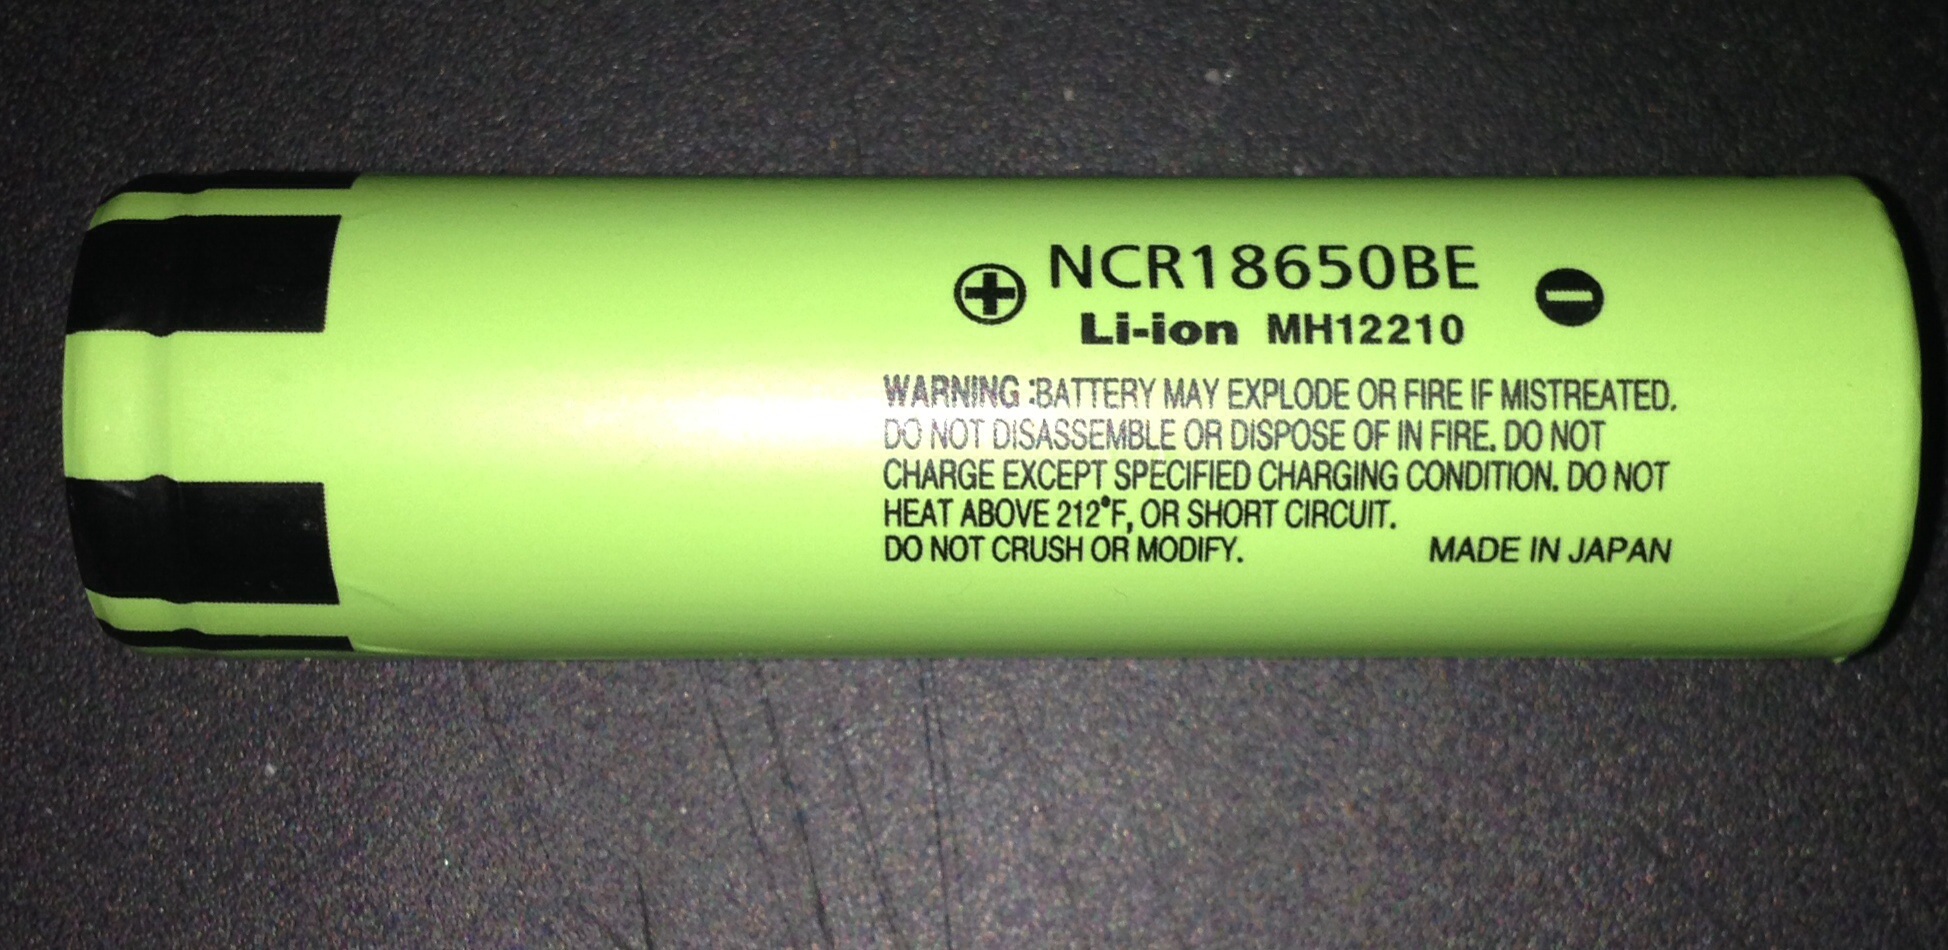 NCR18650BE
Li-ion MH12210
WARNING :BATTERY MAY EXPLODE OR FIRE IF MISTREATED.
DO NOT DISASSEMBLE OR DISPOSE OF IN FIRE. DO NOT
CHARGE EXCEPT SPECIFIED CHARGING CONDITION. DO NOT
HEAT ABOVE 212°F, OR SHORT CIRCUIT.
DO NOT CRUSH OR MODIFY. MADE IN JAPAN